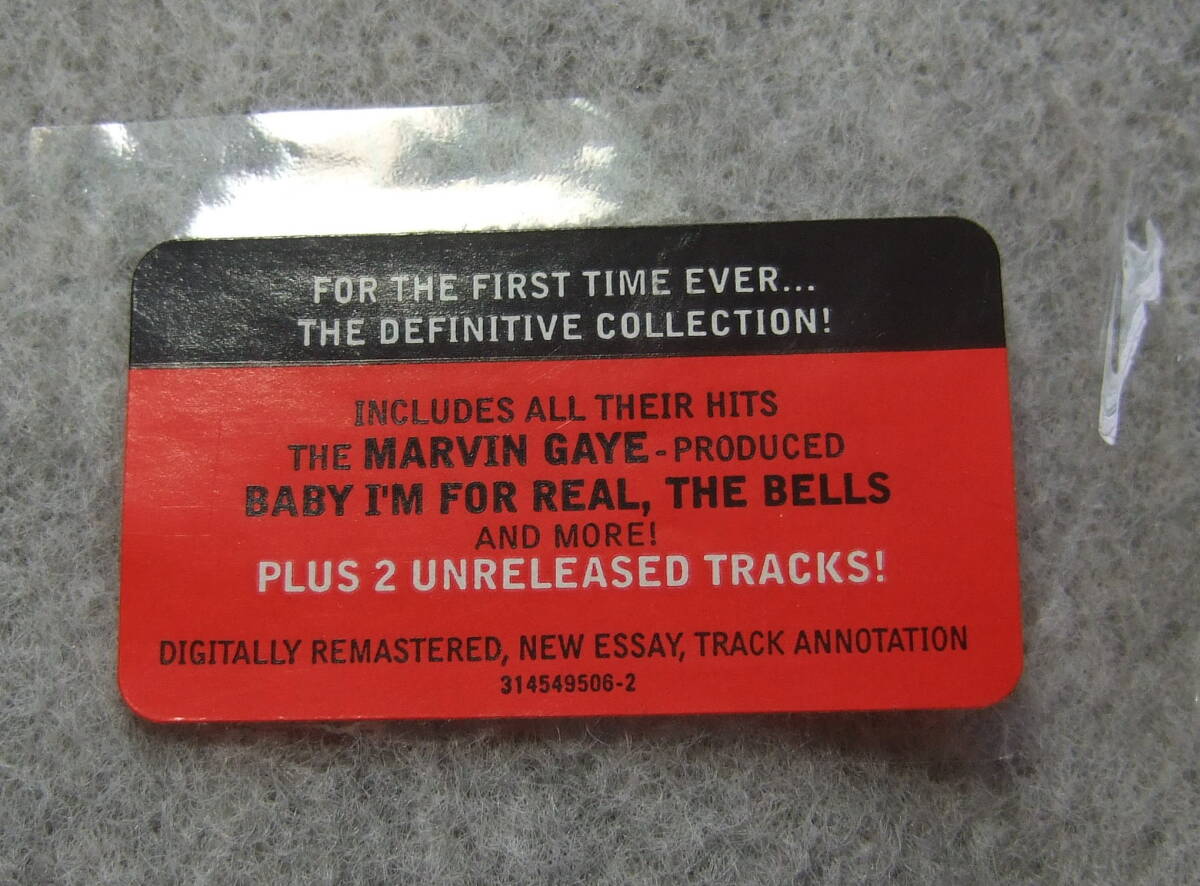 FOR THE FIRST TIME EVER...
THE DEFINITIVE COLLECTION!
INCLUDES ALL THEIR HITS
THE MARVIN GAYE-PRODUCED
BABY I'M FOR REAL, THE BELLS
AND MORE!
PLUS 2 UNRELEASED TRACKS!
DIGITALLY REMASTERED, NEW ESSAY, TRACK ANNOTATION
314549506-2